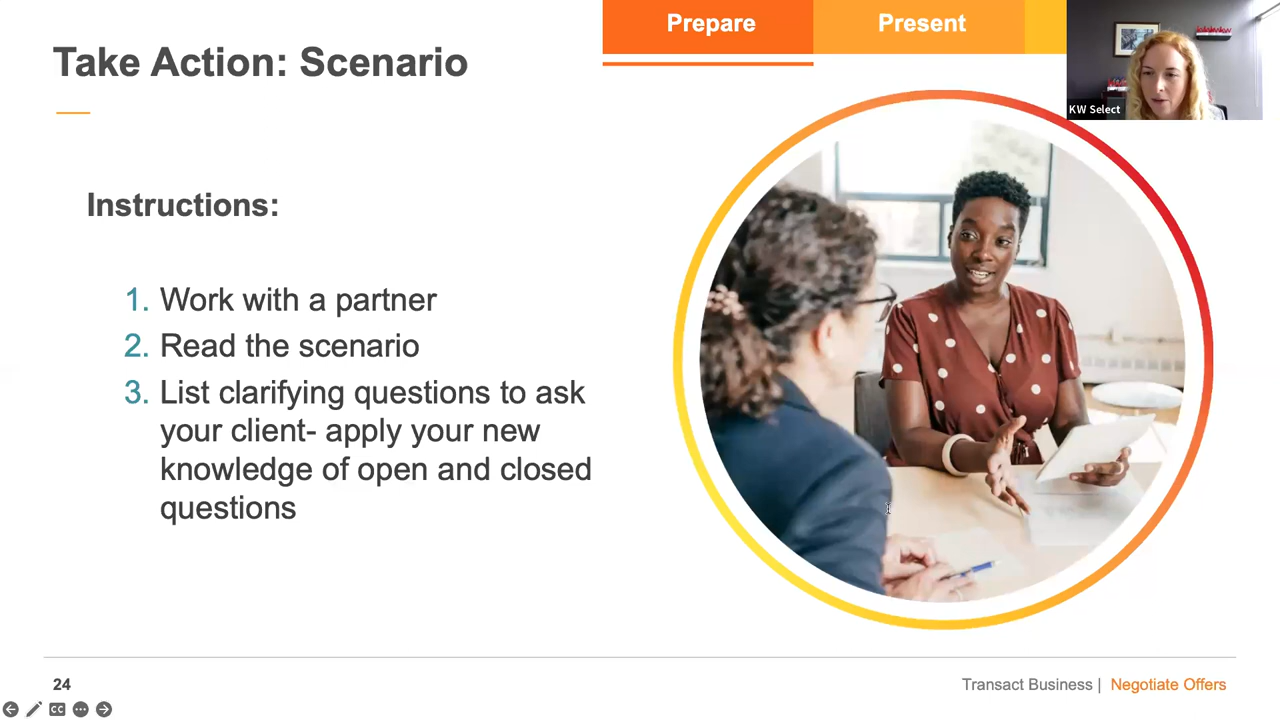 Prepare
Present
KW Select
Take Action: Scenario
Instructions:
1. Work with a partner
2. Read the scenario
3. List clarifying questions to ask
your client- apply your new
knowledge of open and closed
questions
24
Transact Business | Negotiate Offers
CC